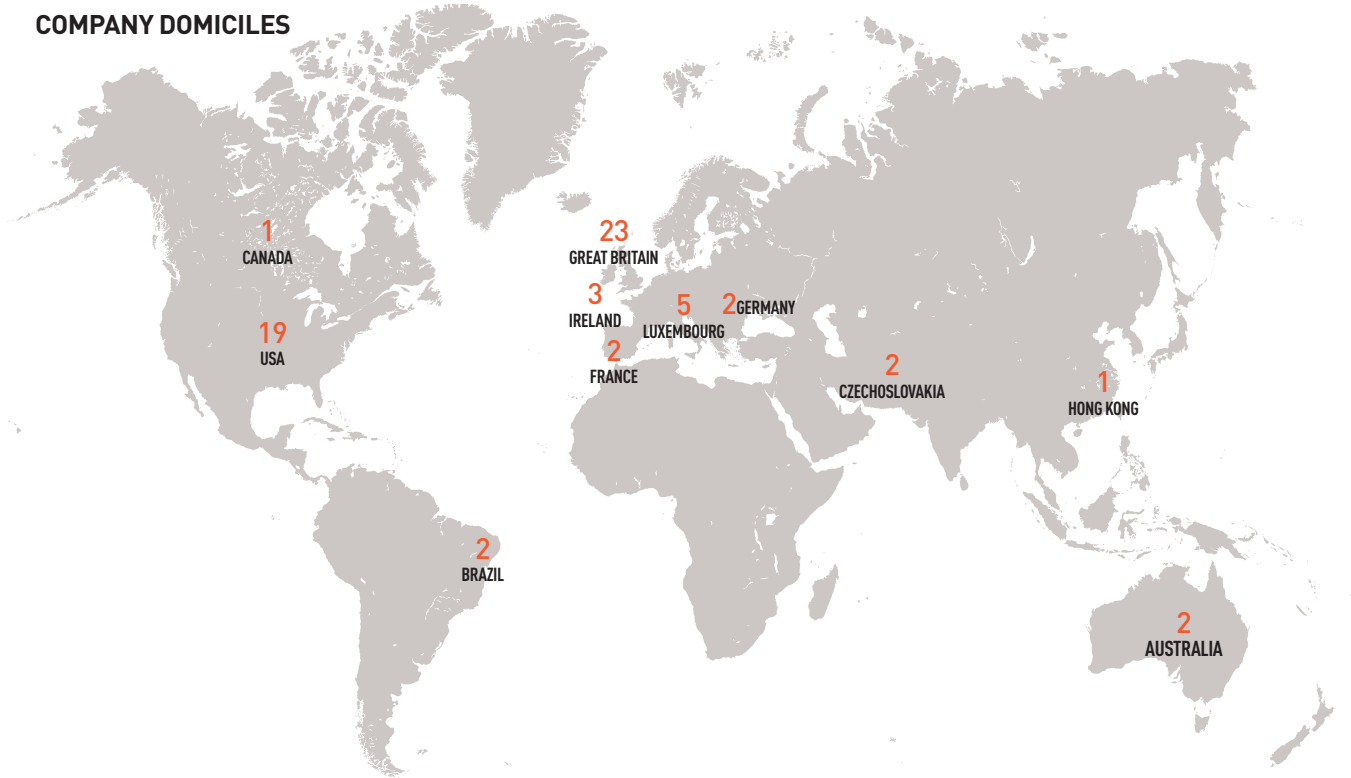 COMPANY DOMICILES
1
CANADA
19
USA
23
GREAT BRITAIN
3
IRELAND
5
LUXEMBOURG
2 GERMANY
2
FRANCE
2
CZECHOSLOVAKIA
1
HONG KONG
2
BRAZIL
2
AUSTRALIA